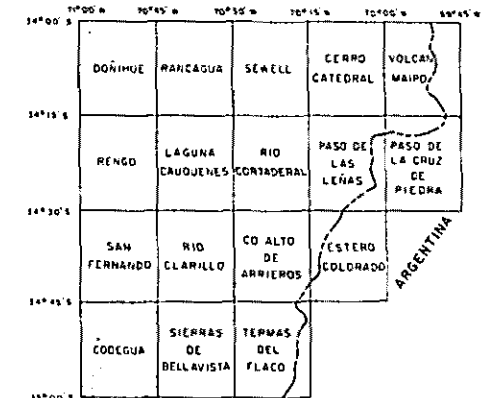 71°00' W 70°45' W 70°30' W 70°15' W 70°00' W 69°45' W
34°00' S
DOÑIHUE RANCAGUA SEWELL CERRO CATEDRAL VOLCAN MAIPO
34°15' S
RENGO LAGUNA CAUQUENES RIO CORTADERAL PASO DE LAS LEÑAS PASO DE LA CRUZ DE PIEDRA
34°30' S
SAN FERNANDO RIO CLARILLO CO ALTO DE ARRIEROS ESTERO COLORADO ARGENTINA
34°45' S
CODEGUA SIERRAS DE BELLAVISTA TERMAS DEL FLACO
35°00' S